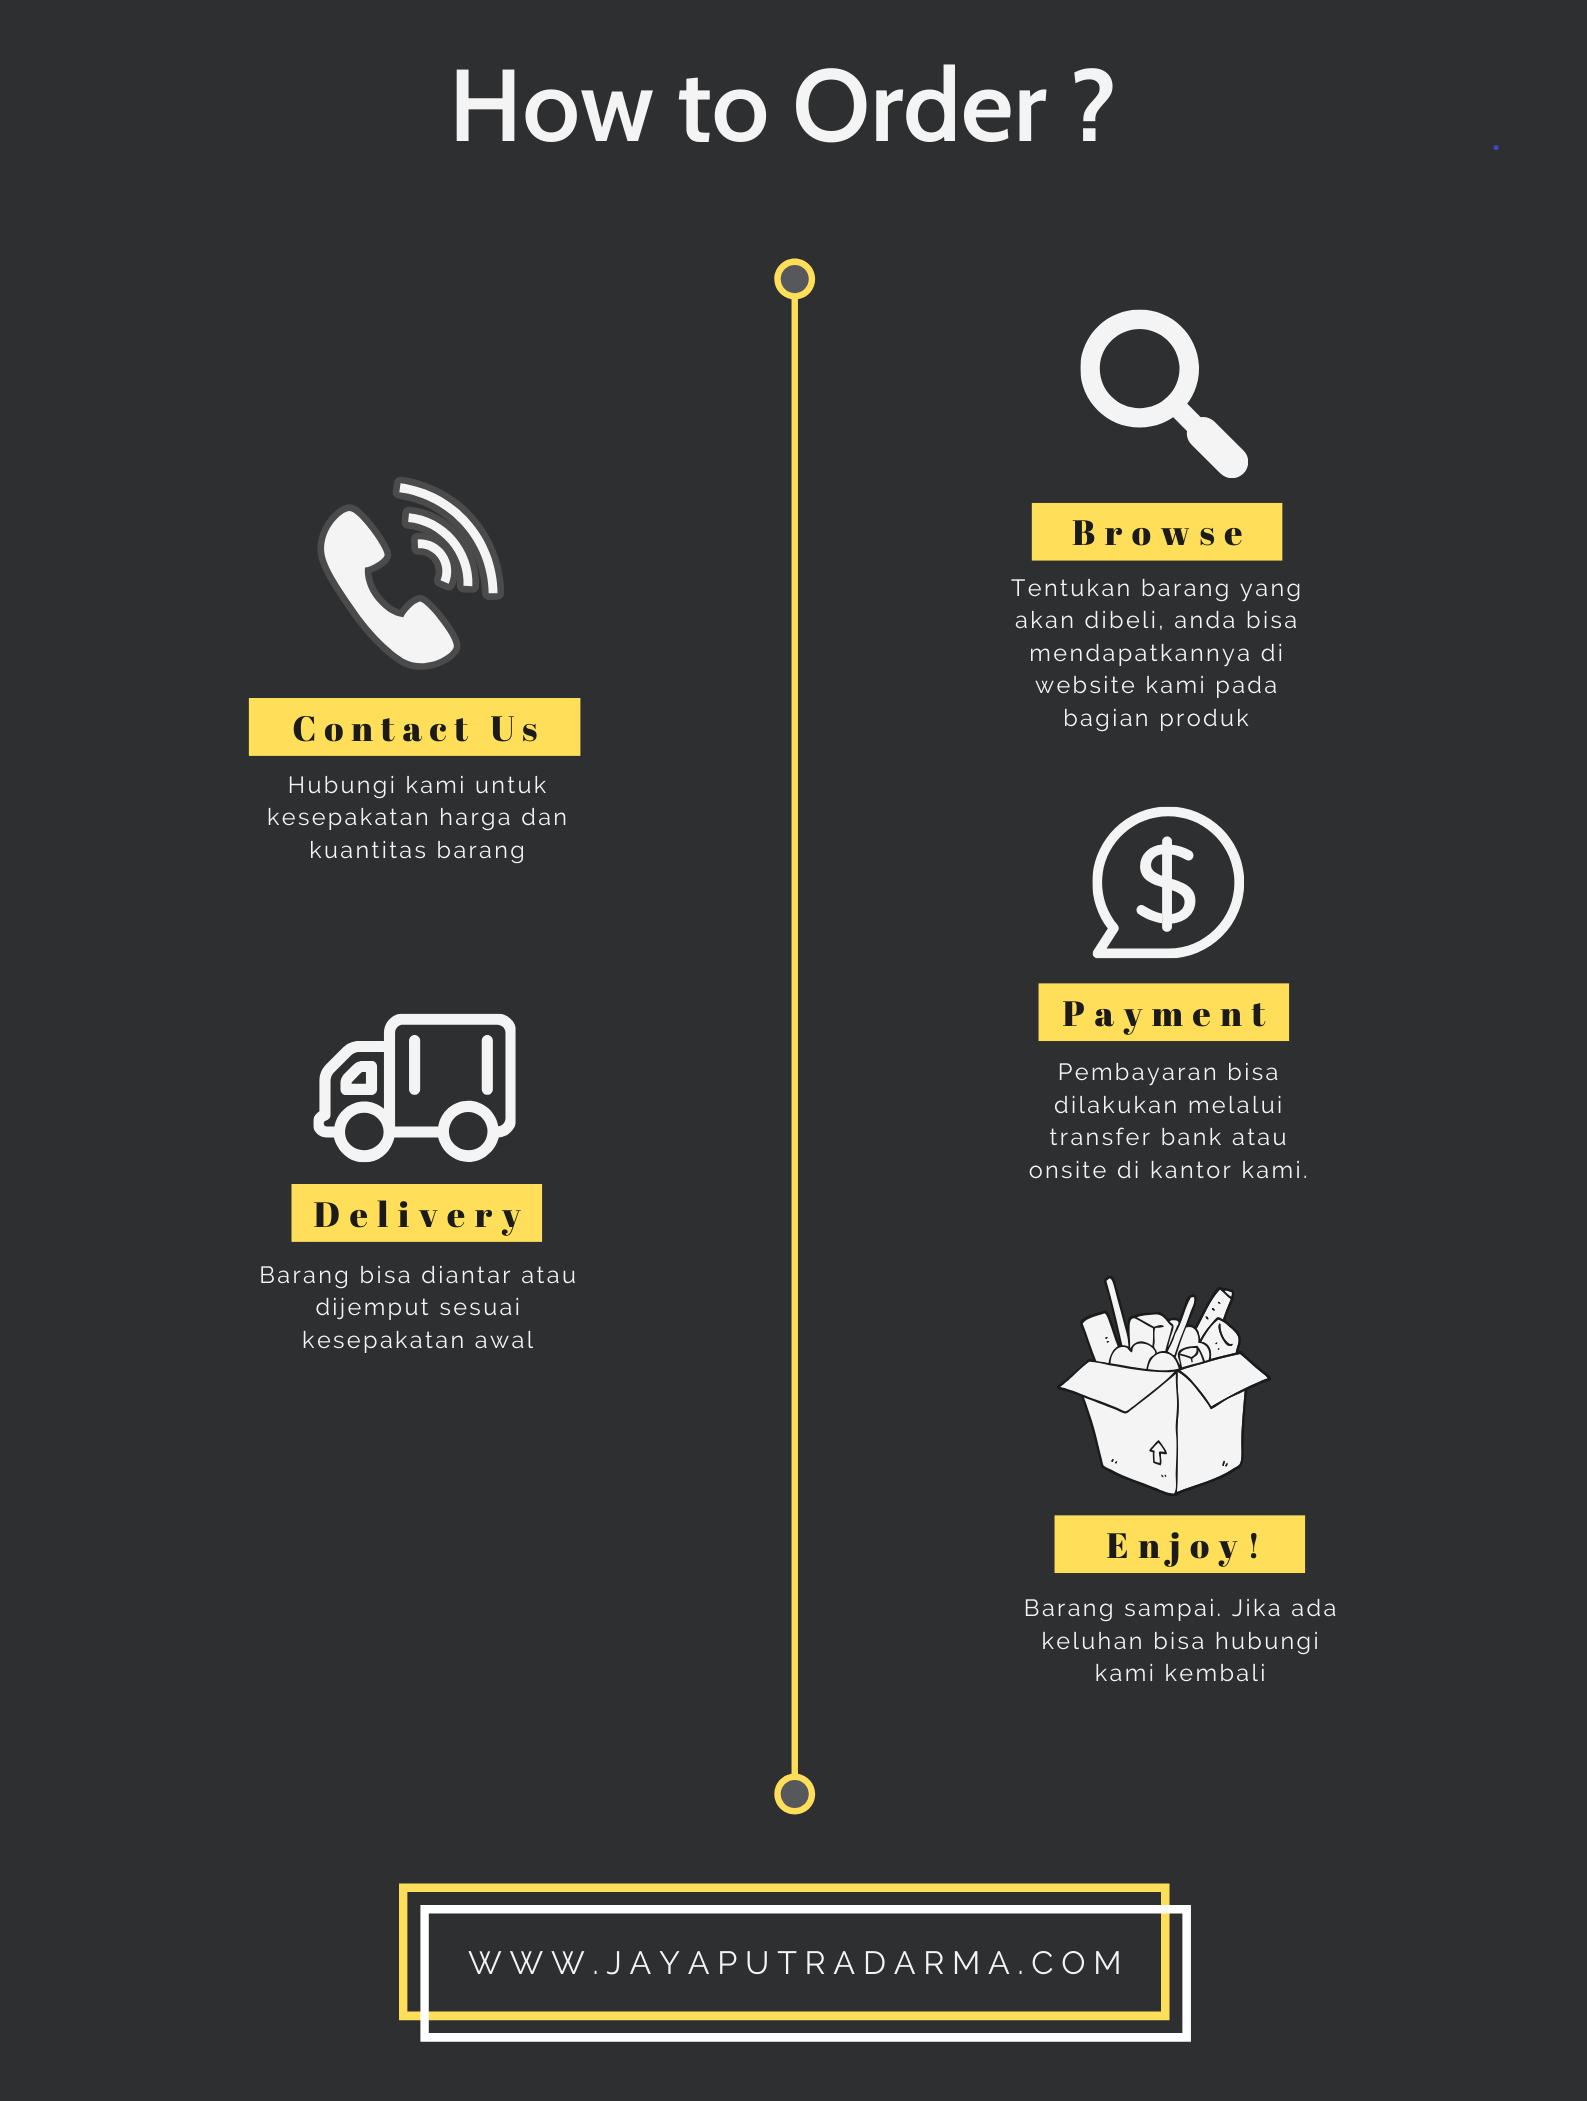 How to Order ?
Browse
Tentukan barang yang
akan dibeli, anda bisa
mendapatkannya di
website kami pada
bagian produk
Contact Us
Hubungi kami untuk
kesepakatan harga dan
kuantitas barang
Payment
Pembayaran bisa
dilakukan melalui
transfer bank atau
onsite di kantor kami.
Delivery
Barang bisa diantar atau
dijemput sesuai
kesepakatan awal
Enjoy!
Barang sampai. Jika ada
keluhan bisa hubungi
kami kembali
WWW.JAYAPUTRADARMA.COM